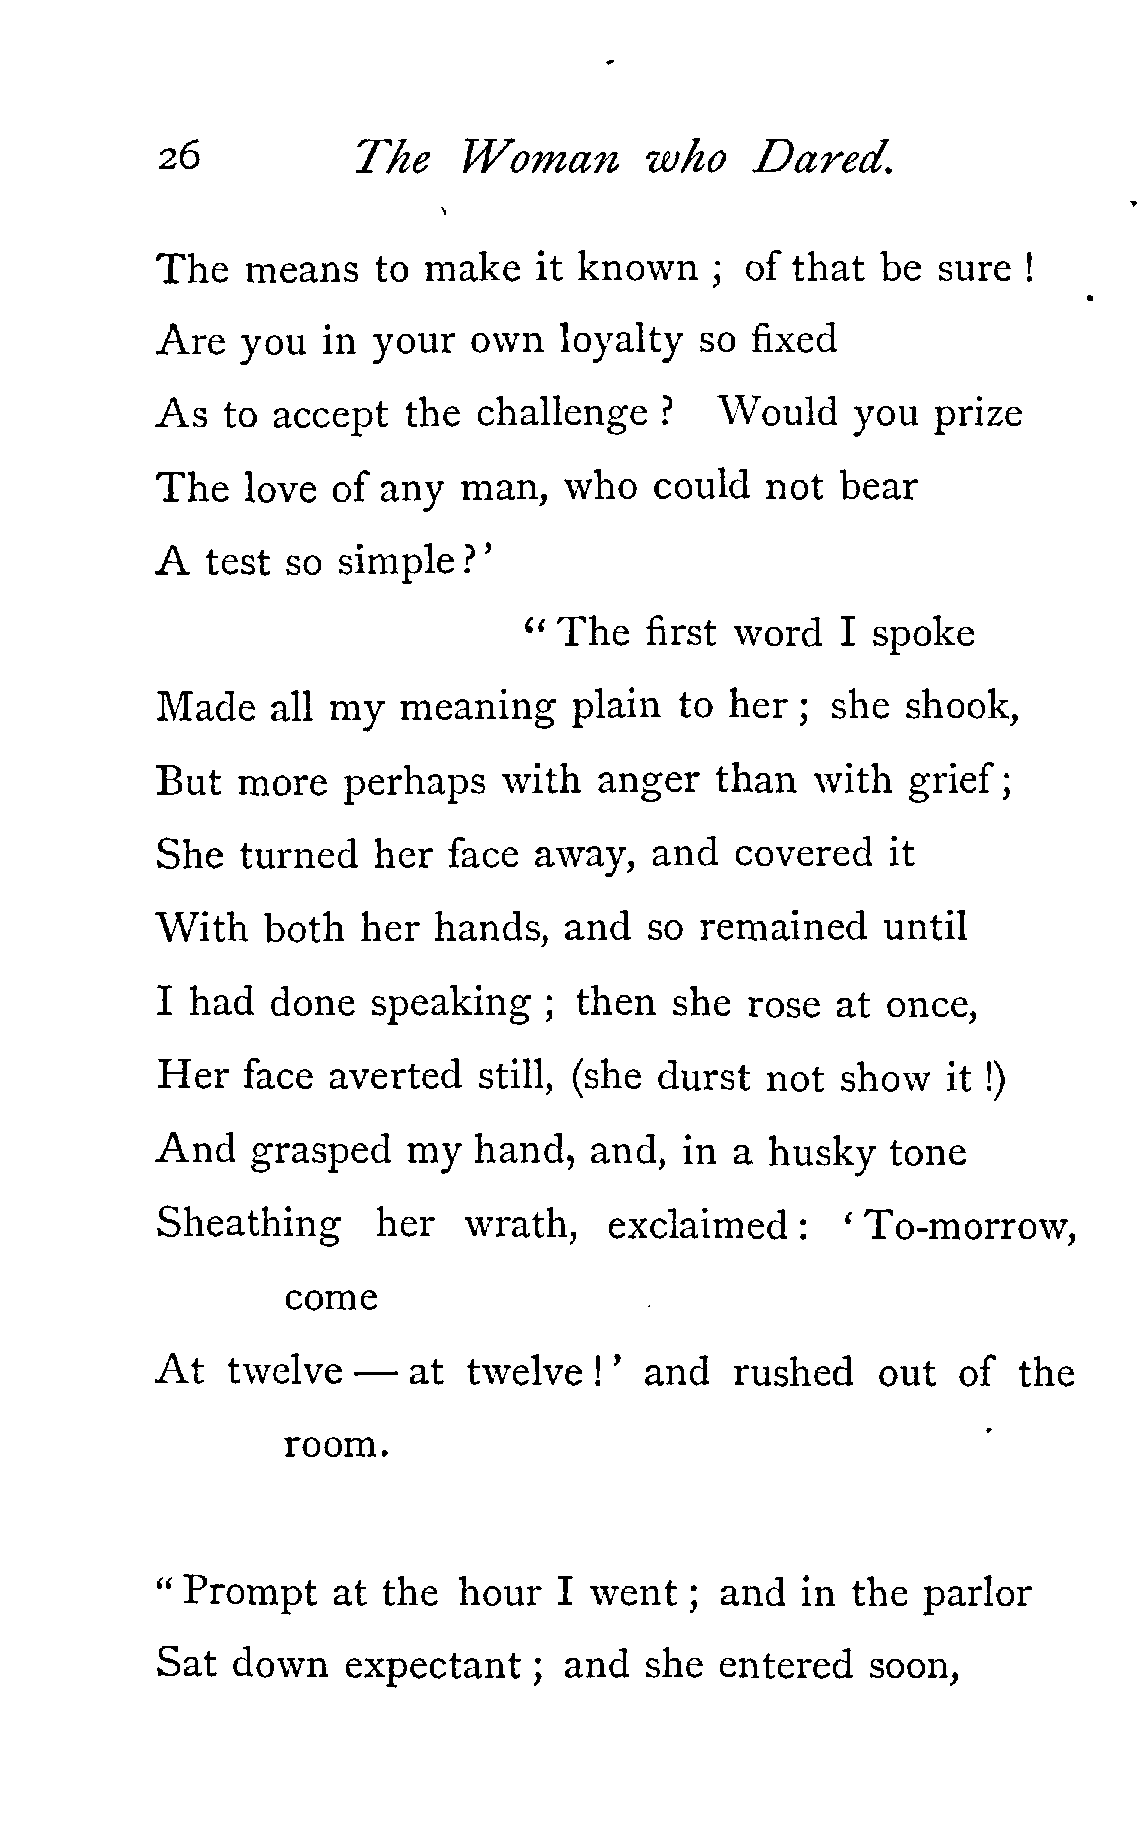 26 The Woman who Dared.
The means to make it known ; of that be sure !
Are you in your own loyalty so fixed
As to accept the challenge ? Would you prize
The love of any man, who could not bear
A test so simple ? '
“ The first word I spoke
Made all my meaning plain to her ; she shook,
But more perhaps with anger than with grief ;
She turned her face away, and covered it
With both her hands, and so remained until
I had done speaking ; then she rose at once,
Her face averted still, (she durst not show it !)
And grasped my hand, and, in a husky tone
Sheathing her wrath, exclaimed : ‘ To-morrow,
come
At twelve — at twelve ! ’ and rushed out of the
room.
“ Prompt at the hour I went ; and in the parlor
Sat down expectant ; and she entered soon,